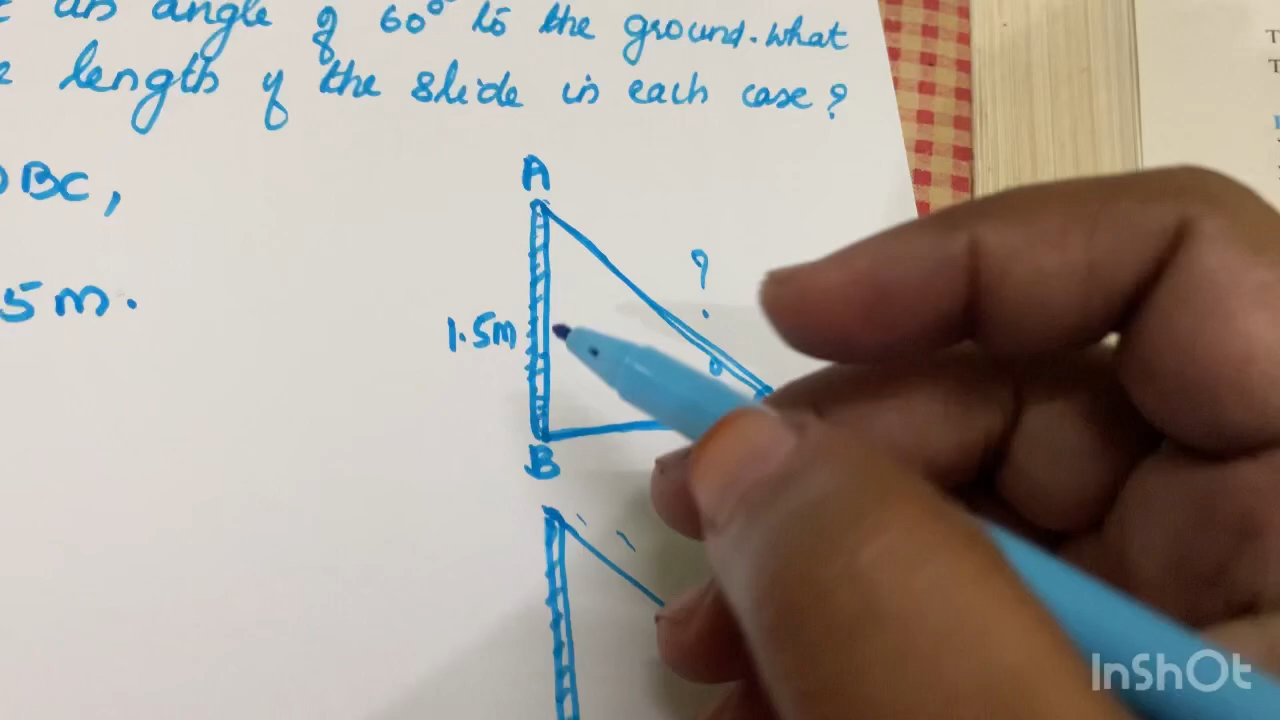 an angle of 60° to the ground. what
length of the slide in each case?
BC,
A
?
5m.
1.5m
B
InShOt